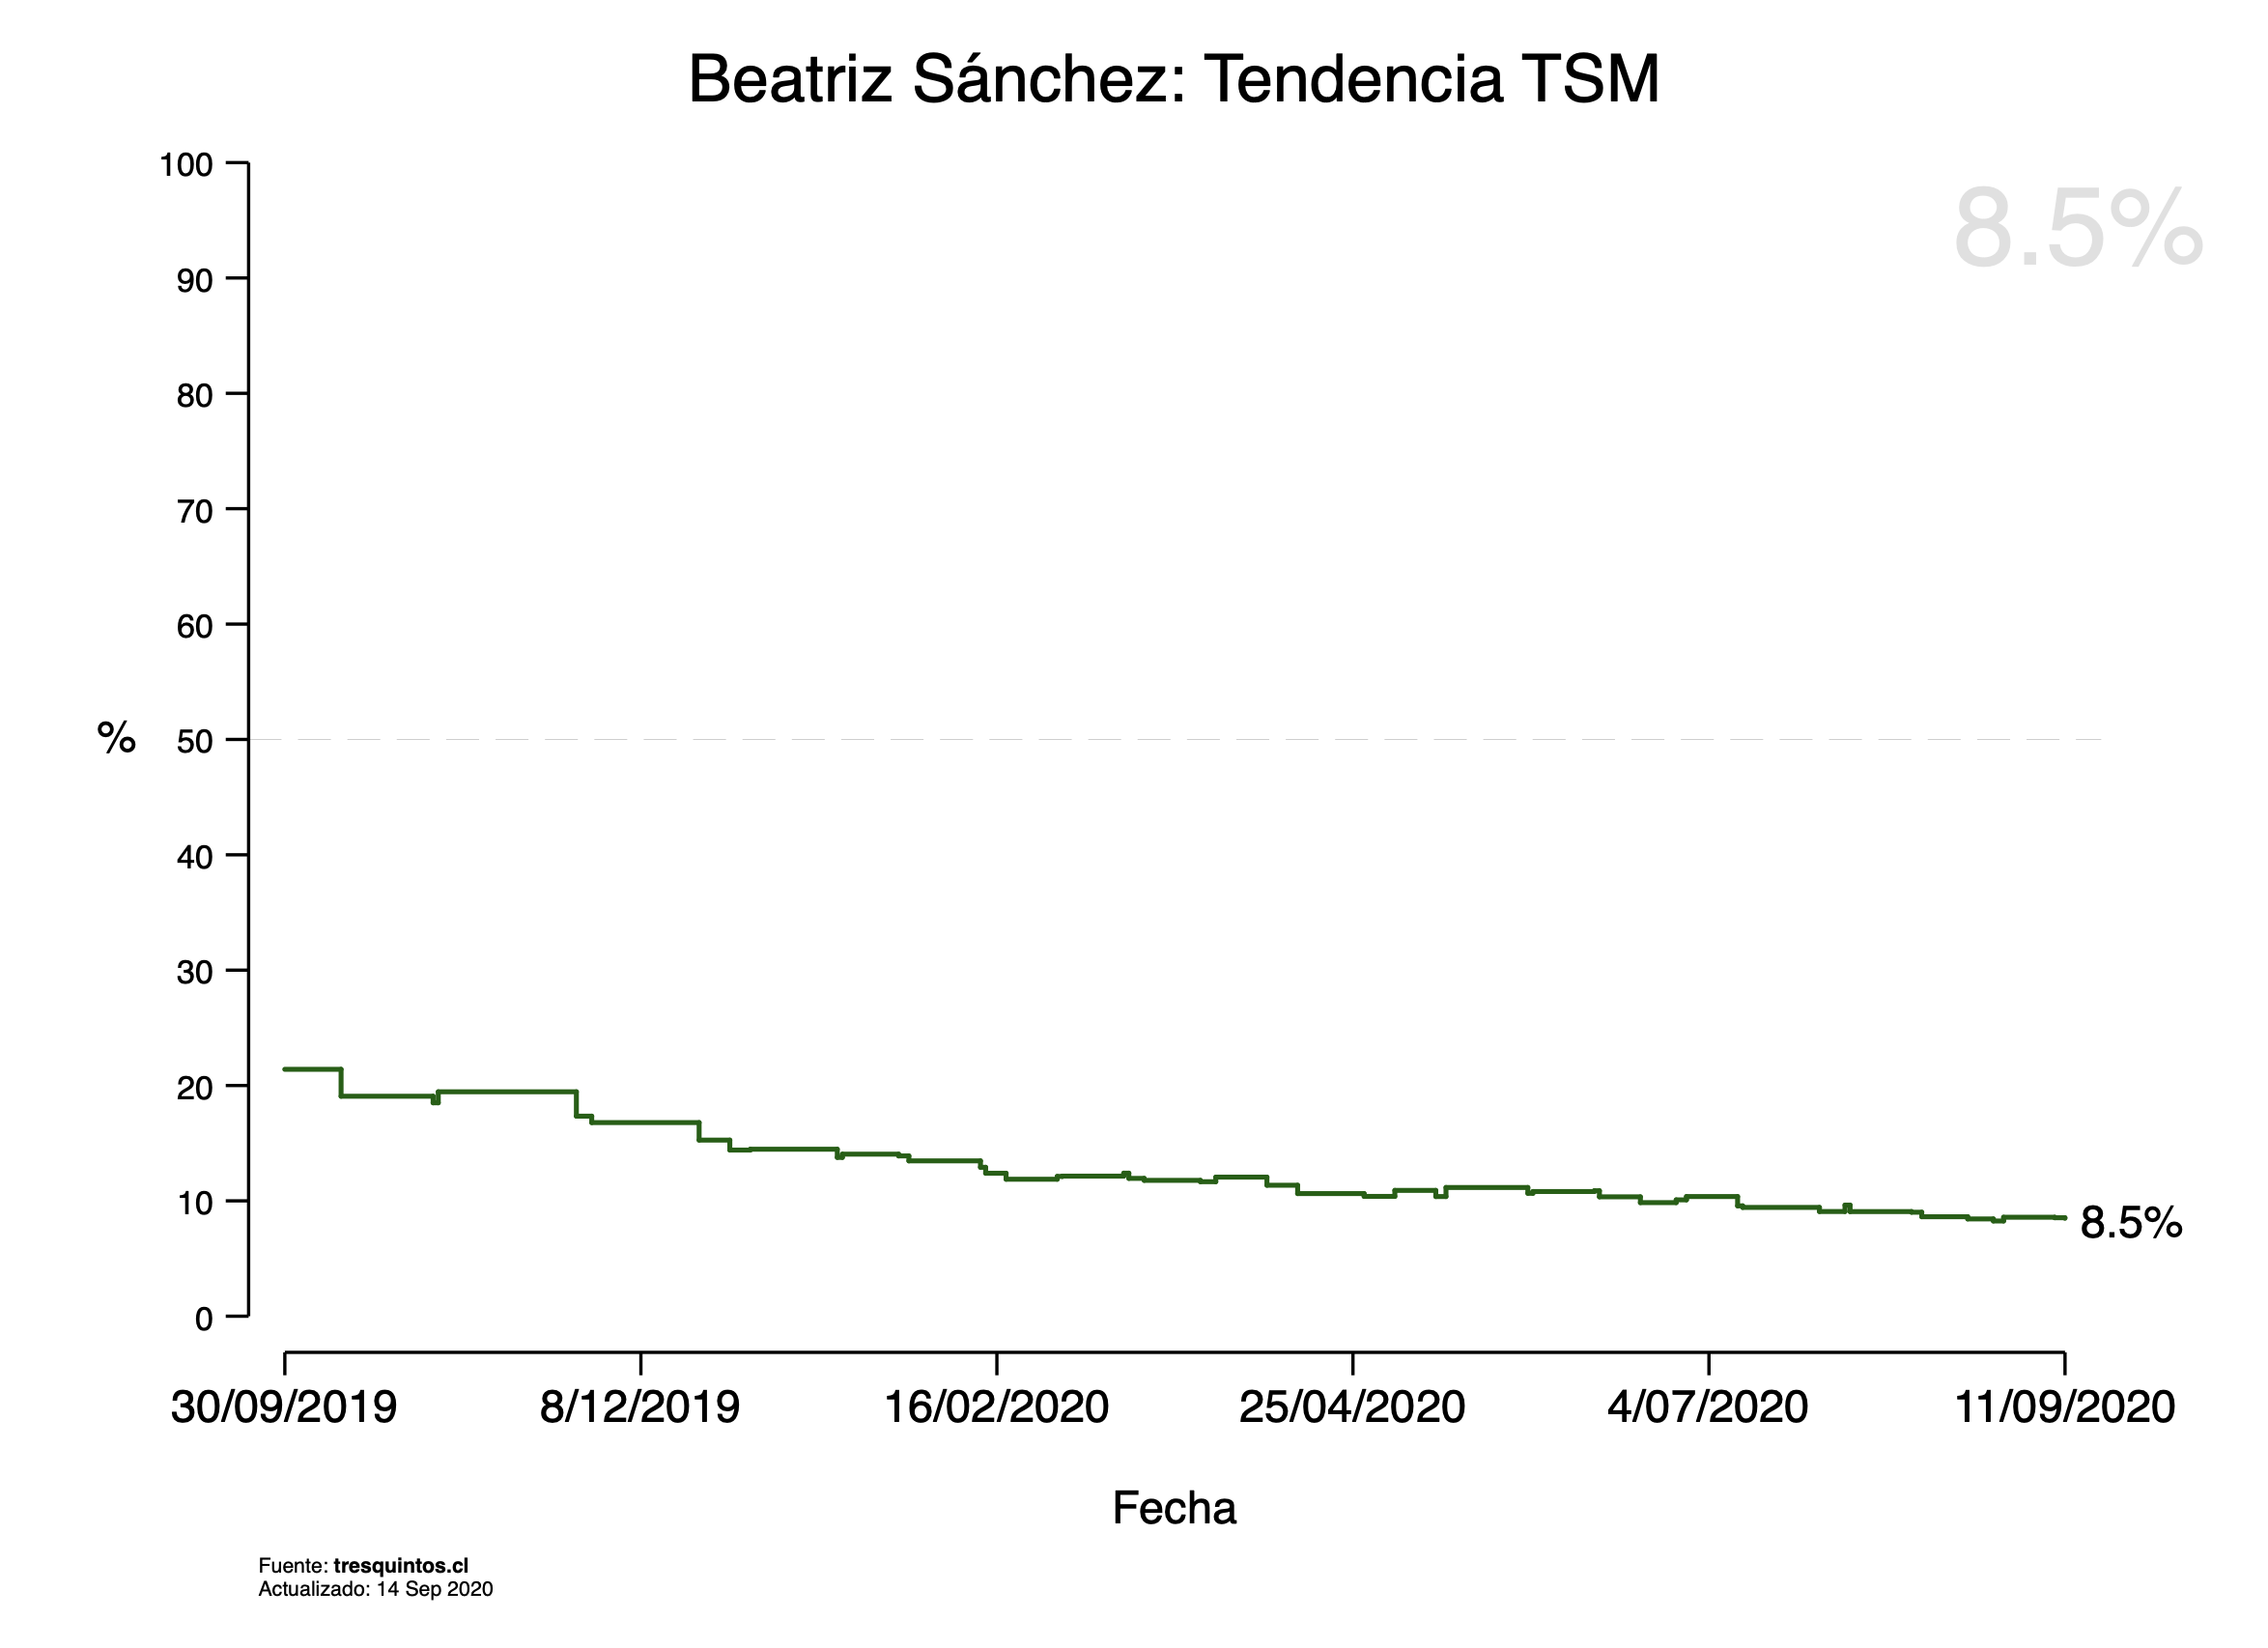 Beatriz Sánchez: Tendencia TSM
8.5%
100
90
80
70
60
% 50
40
30
20
10
8.5%
0
30/09/2019 8/12/2019 16/02/2020 25/04/2020 4/07/2020 11/09/2020
Fecha
Fuente: tresquintos.cl
Actualizado: 14 Sep 2020